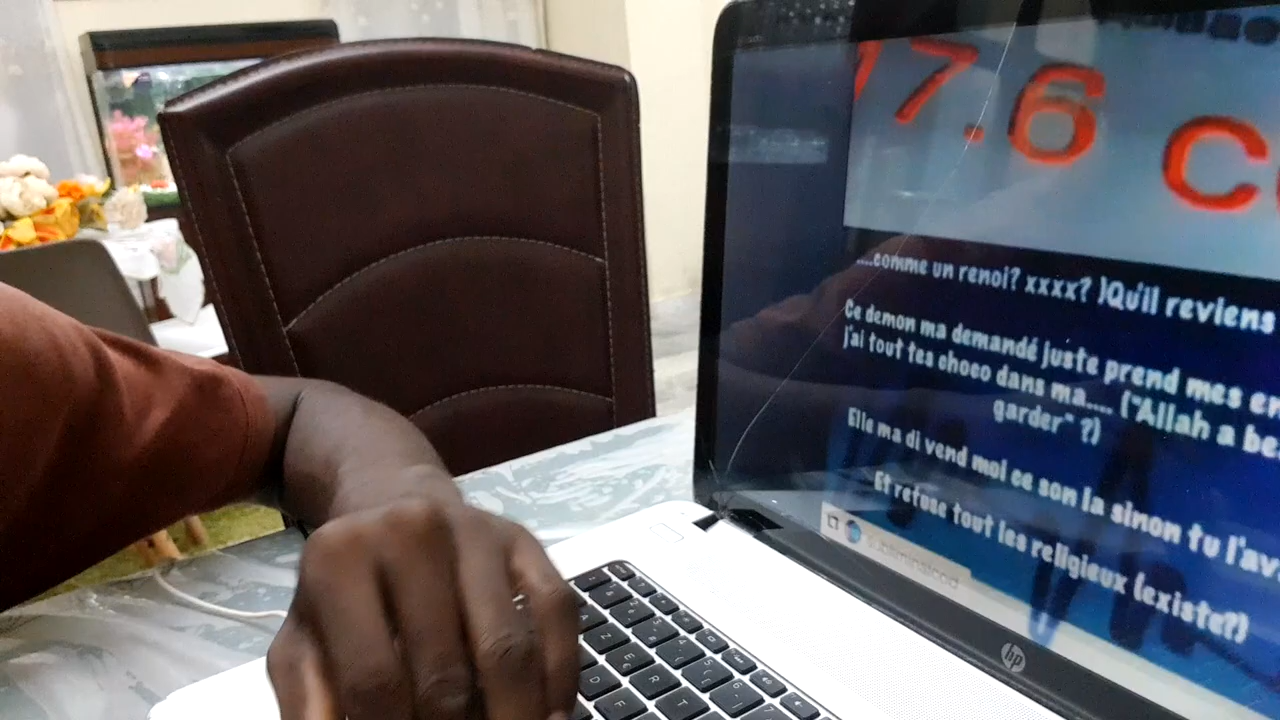 77.6 C
....comme un renoi? xxxx? )Qu'il reviens
Ce demon ma demandé juste prend mes en
j'ai tout tes choco dans ma.... ("Allah a be
garder" ?)
Elle ma di vend moi ce son la sinon tu l'av
Et refuse tout les religieux (existe?)
subliminalcod
hp